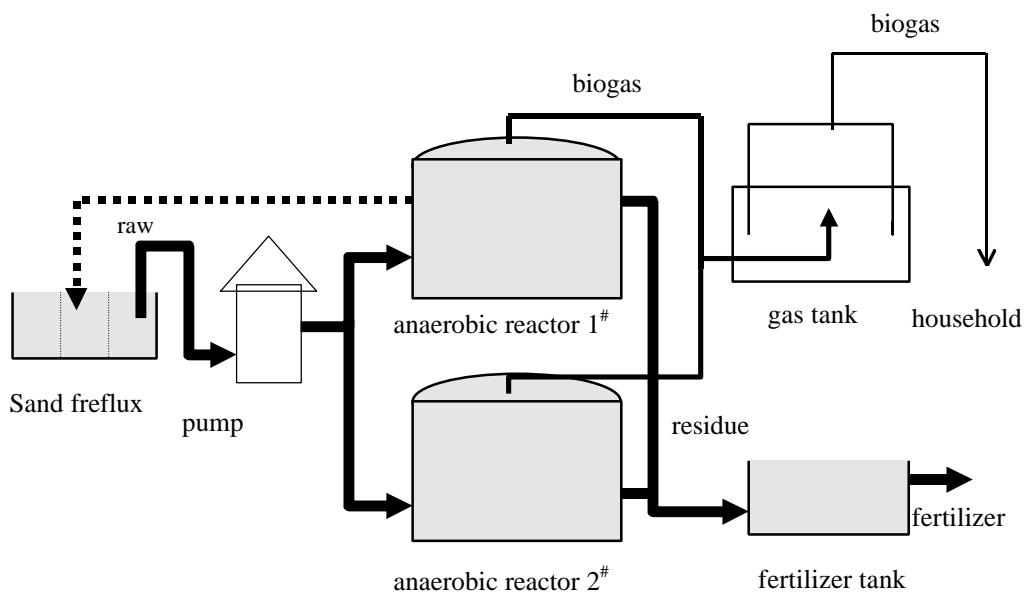 biogas
biogas
raw
anaerobic reactor 1#
gas tank
household
Sand freflux
pump
residue
fertilizer
anaerobic reactor 2#
fertilizer tank